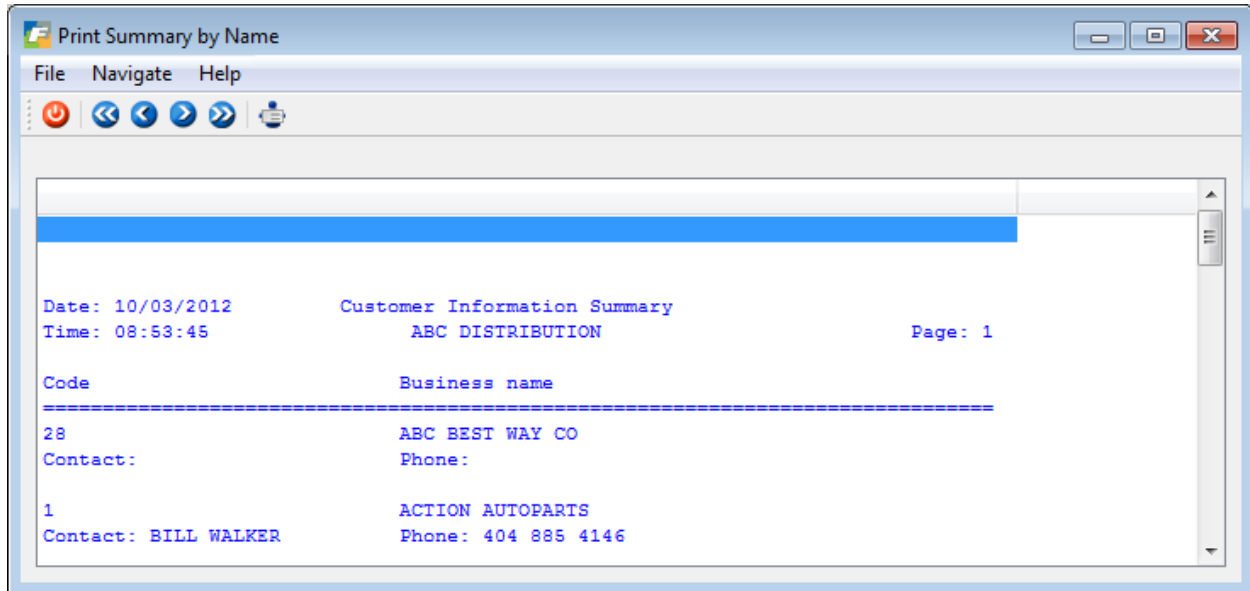 Print Summary by Name
File Navigate Help
Date: 10/03/2012 Customer Information Summary
Time: 08:53:45 ABC DISTRIBUTION Page: 1
Code Business name
================================================================================
28 ABC BEST WAY CO
Contact: Phone:
1 ACTION AUTOPARTS
Contact: BILL WALKER Phone: 404 885 4146